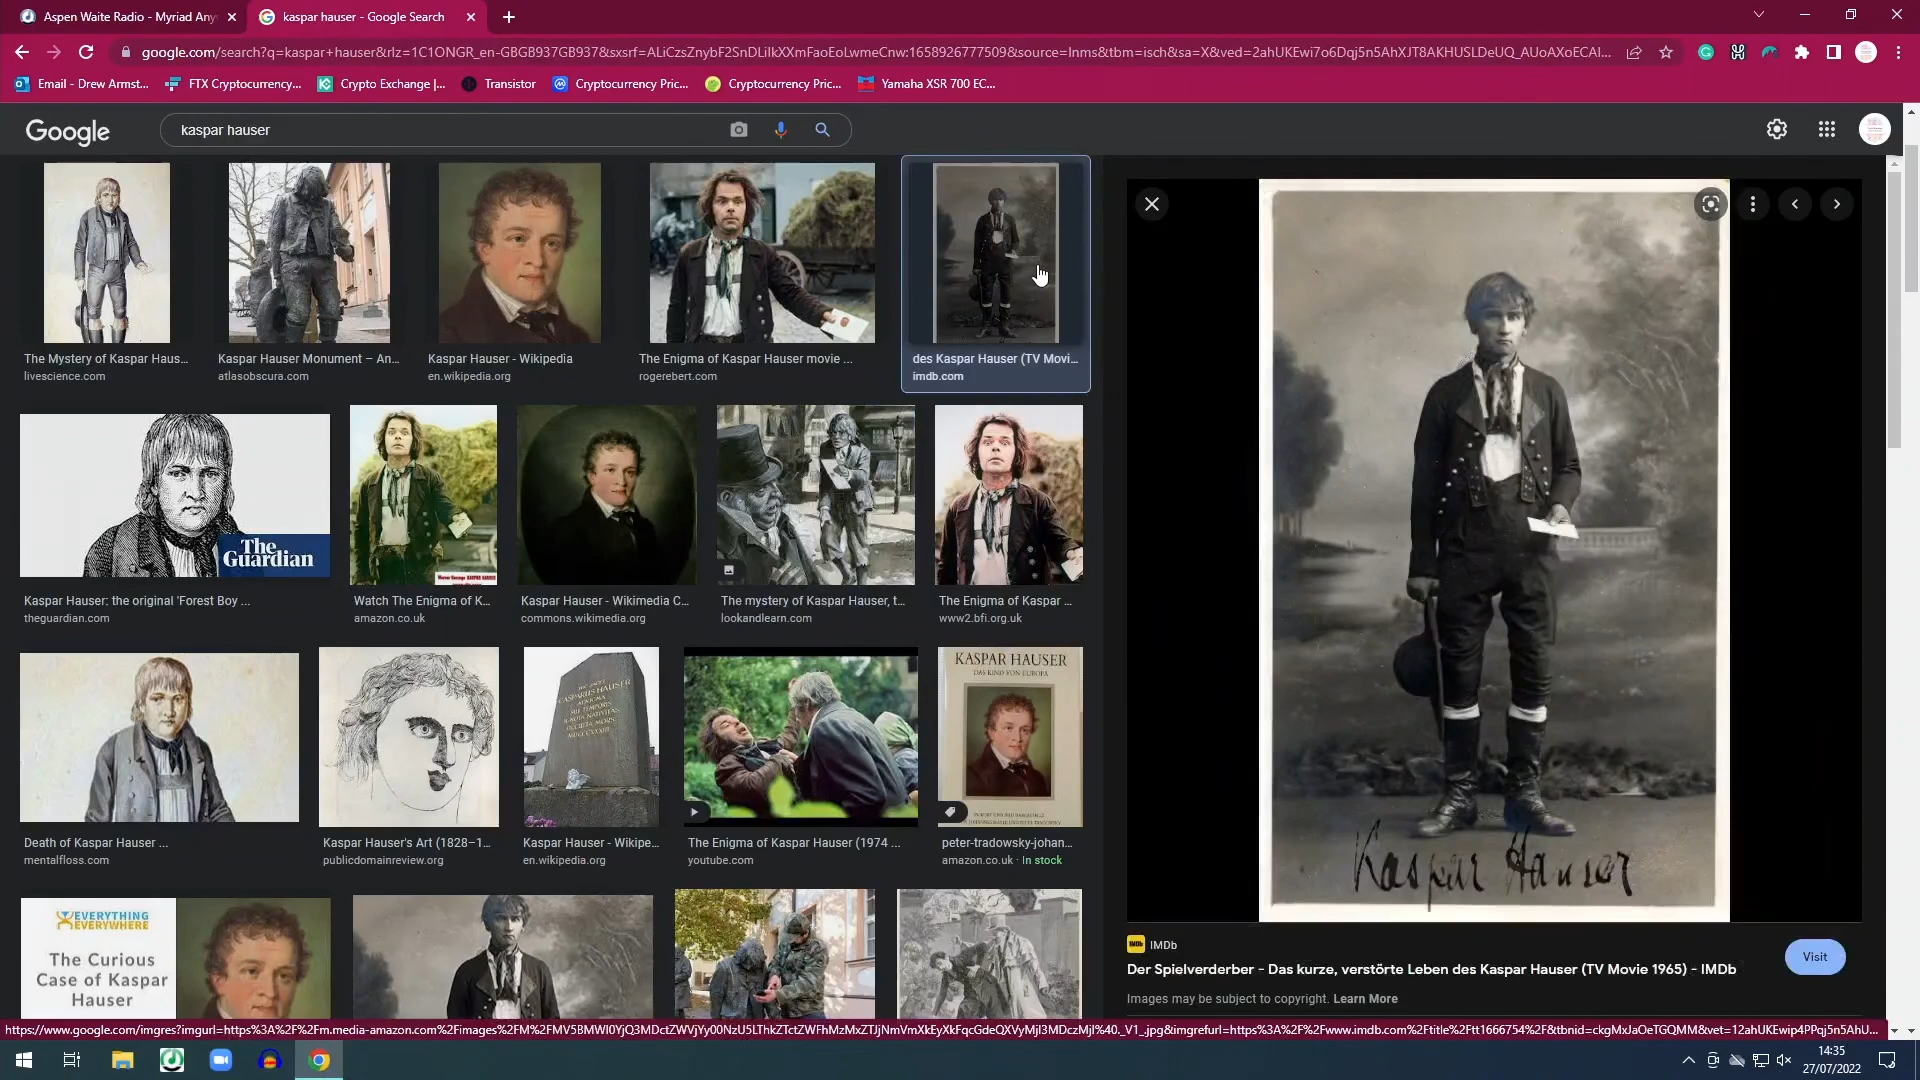 Aspen Waite Radio - Myriad Any
kaspar hauser - Google Search
google.com/search?q=kaspar+hauser&rlz=1C1ONGR_en-GBGB937GB937&sxsrf=ALiCzsZnybF2SnDLiIkXXmFaoEoLwmeCnw:1658926777509&source=lnms&tbm=isch&sa=X&ved=2ahUKEwi7o6Dqj5n5AhXJT8AKHUSLDeUQ_AUoAXoECAI...
Email - Drew Armst...
FTX Cryptocurrency...
Crypto Exchange |...
Transistor
Cryptocurrency Pric...
Cryptocurrency Pric...
Yamaha XSR 700 EC...
Google
kaspar hauser
The Mystery of Kaspar Haus...
livescience.com
Kaspar Hauser Monument – An...
atlasobscura.com
Kaspar Hauser - Wikipedia
en.wikipedia.org
The Enigma of Kaspar Hauser movie ...
rogerebert.com
des Kaspar Hauser (TV Movi...
imdb.com
The
Guardian
Kaspar Hauser: the original 'Forest Boy ...
theguardian.com
Watch The Enigma of K...
amazon.co.uk
Kaspar Hauser - Wikimedia C...
commons.wikimedia.org
The mystery of Kaspar Hauser, t...
lookandlearn.com
The Enigma of Kaspar ...
www2.bfi.org.uk
KASPAR HAUSER
DAS KIND VON EUROPA
Death of Kaspar Hauser ...
mentalfloss.com
Kaspar Hauser's Art (1828–1...
publicdomainreview.org
Kaspar Hauser - Wikipe...
en.wikipedia.org
The Enigma of Kaspar Hauser (1974 ...
youtube.com
peter-tradowsky-johan...
amazon.co.uk · In stock
EVERYTHING
EVERYWHERE
The Curious
Case of Kaspar
Hauser
Kaspar Hauser
IMDb
IMDb
Der Spielverderber - Das kurze, verstörte Leben des Kaspar Hauser (TV Movie 1965) - IMDb
Visit
Images may be subject to copyright. Learn More
14:35
27/07/2022